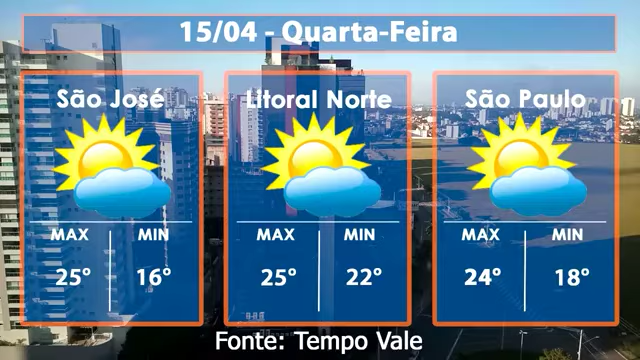 15/04 - Quarta-Feira
São José
MAX MIN
25° 16°
Litoral Norte
MAX MIN
25° 22°
São Paulo
MAX MIN
24° 18°
Fonte: Tempo Vale